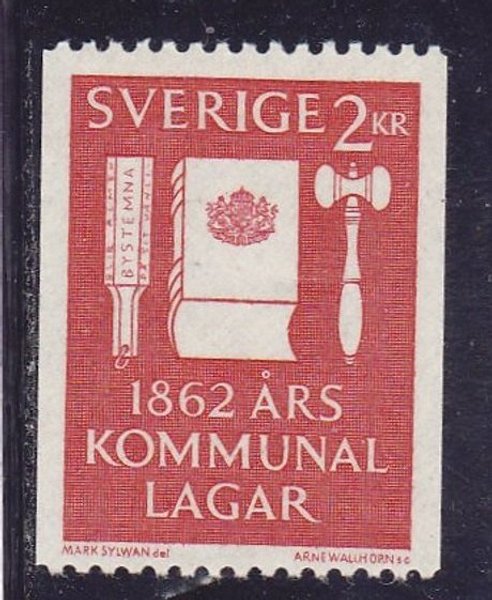 SVERIGE 2 KR
BYSTEMNA
1862 ÅRS
KOMMUNAL
LAGAR
MARK SYLWAN del
ARNE WALLHORN sc